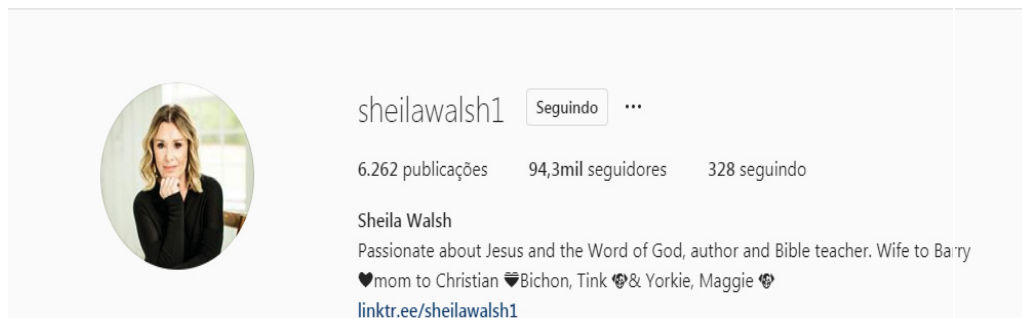 sheilawalsh1 Seguindo ...
6.262 publicações 94,3mil seguidores 328 seguindo
Sheila Walsh
Passionate about Jesus and the Word of God, author and Bible teacher. Wife to Barry
🖤mom to Christian 🖤Bichon, Tink 🐶& Yorkie, Maggie 🐶
linktr.ee/sheilawalsh1